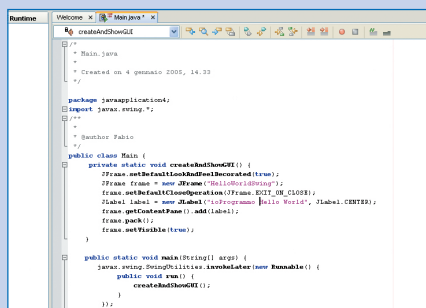 Runtime
Welcome × Main.java * ×
createAndShowGUI
/*
* Main.java
*
* Created on 4 gennaio 2005, 14.33
*/
package javaapplication4;
import javax.swing.*;
/**
*
* @author Fabio
*/
public class Main {
private static void createAndShowGUI() {
JFrame.setDefaultLookAndFeelDecorated(true);
JFrame frame = new JFrame("HelloWorldSwing");
frame.setDefaultCloseOperation(JFrame.EXIT_ON_CLOSE);
JLabel label = new JLabel("ioProgrammo Hello World", JLabel.CENTER);
frame.getContentPane().add(label);
frame.pack();
frame.setVisible(true);
}
public static void main(String[] args) {
javax.swing.SwingUtilities.invokeLater(new Runnable() {
public void run() {
createAndShowGUI();
}
});